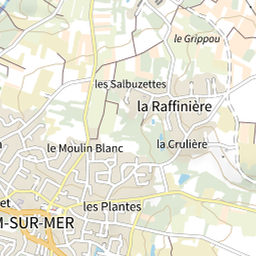 le Grippou
les Salbuzettes
la Raffinière
le Moulin Blanc
la Crulière
et
les Plantes
M-SUR-MER